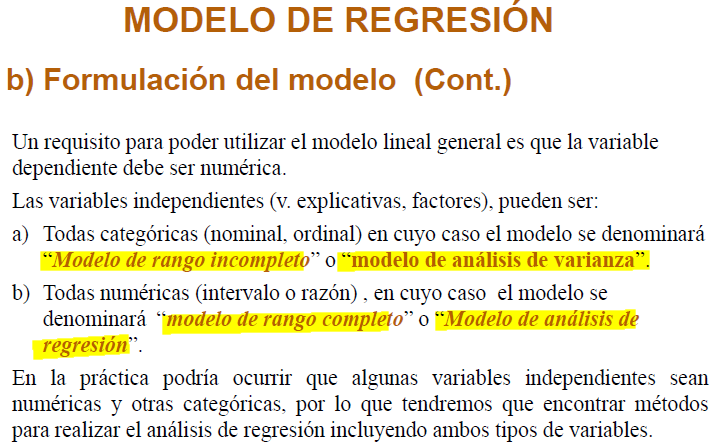 MODELO DE REGRESIÓN
b) Formulación del modelo (Cont.)
Un requisito para poder utilizar el modelo lineal general es que la variable
dependiente debe ser numérica.
Las variables independientes (v. explicativas, factores), pueden ser:
a) Todas categóricas (nominal, ordinal) en cuyo caso el modelo se denominará
“Modelo de rango incompleto” o “modelo de análisis de varianza”.
b) Todas numéricas (intervalo o razón) , en cuyo caso el modelo se
denominará “modelo de rango completo” o “Modelo de análisis de
regresión”.
En la práctica podría ocurrir que algunas variables independientes sean
numéricas y otras categóricas, por lo que tendremos que encontrar métodos
para realizar el análisis de regresión incluyendo ambos tipos de variables.